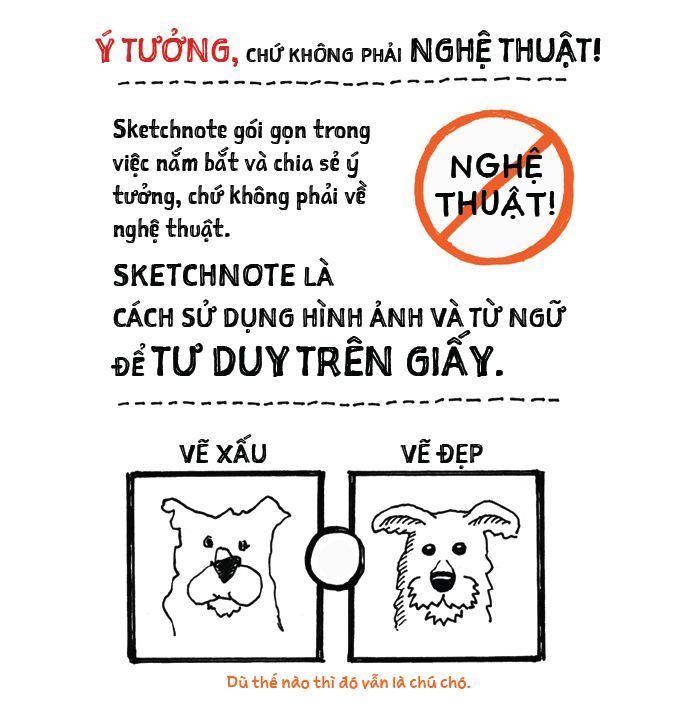 Ý TƯỞNG, CHỨ KHÔNG PHẢI NGHỆ THUẬT!
Sketchnote gói gọn trong
việc nắm bắt và chia sẻ ý
tưởng, chứ không phải về
nghệ thuật.
NGHỆ
THUẬT!
SKETCHNOTE LÀ
CÁCH SỬ DỤNG HÌNH ẢNH VÀ TỪ NGỮ
ĐỂ TƯ DUY TRÊN GIẤY.
VẼ XẤU
VẼ ĐẸP
Dù thế nào thì đó vẫn là chú chó.